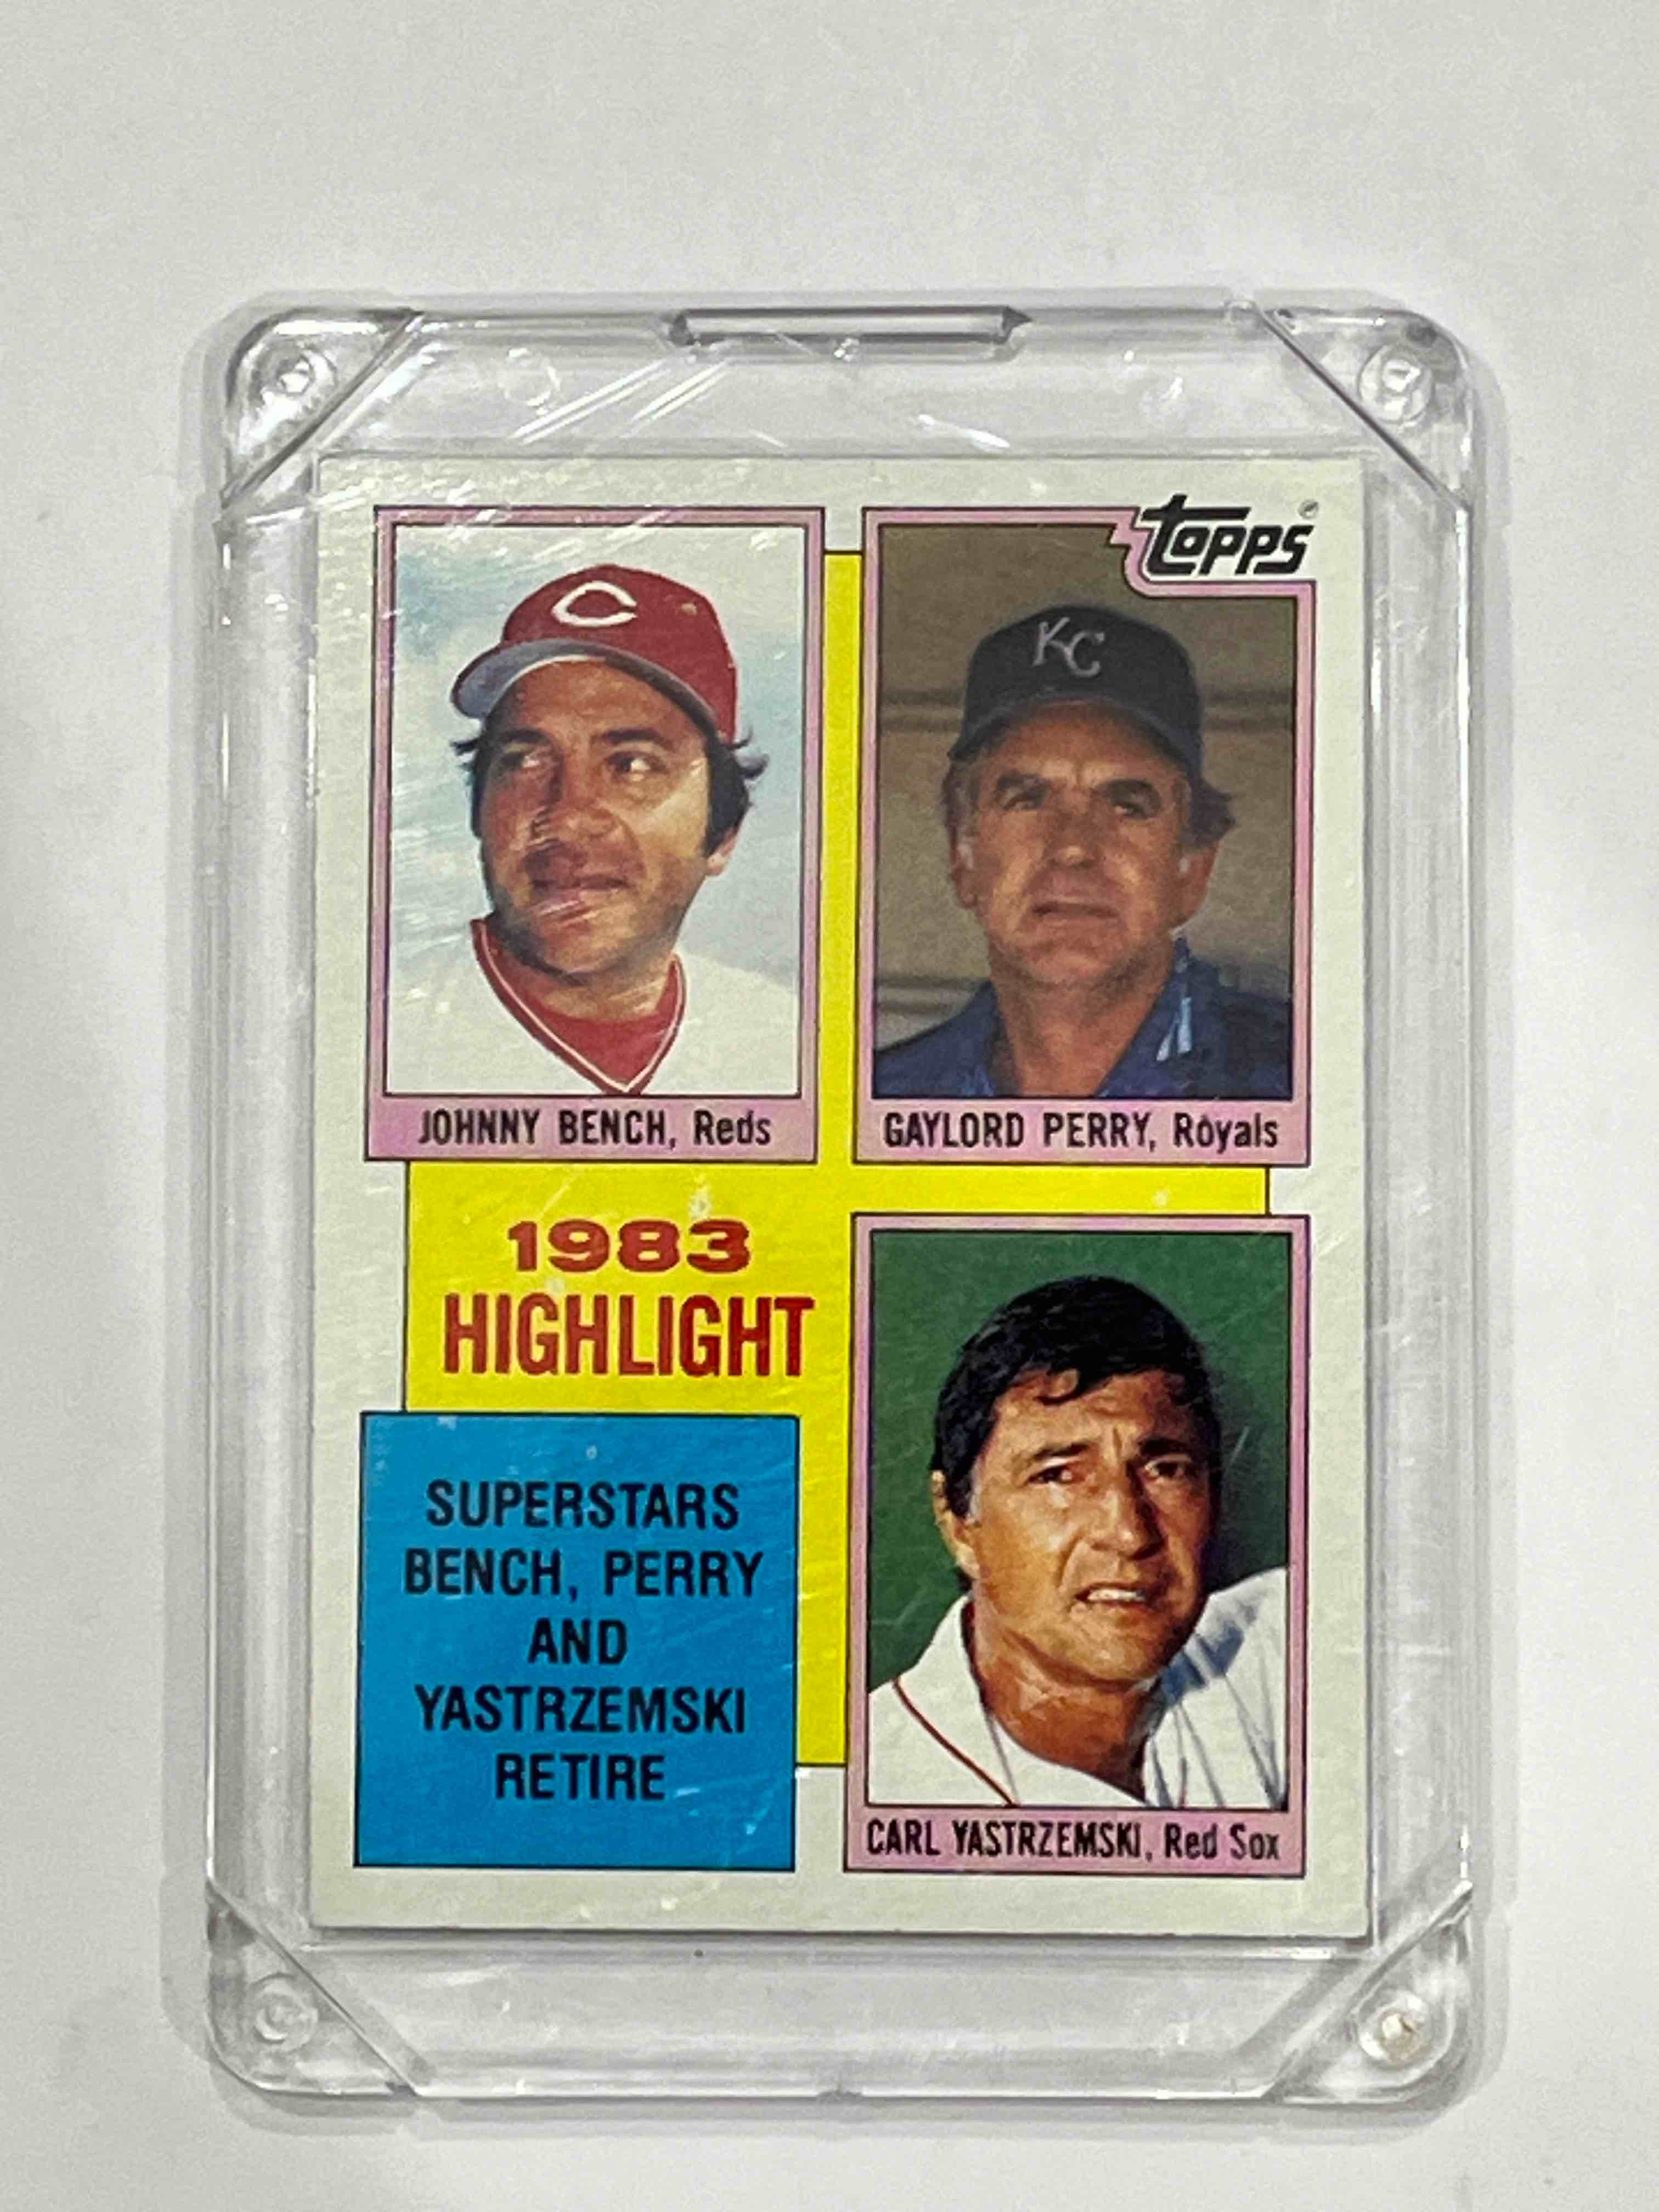 topps®
C
KC
JOHNNY BENCH, Reds
GAYLORD PERRY, Royals
1983
HIGHLIGHT
SUPERSTARS
BENCH, PERRY
AND
YASTRZEMSKI
RETIRE
CARL YASTRZEMSKI, Red Sox